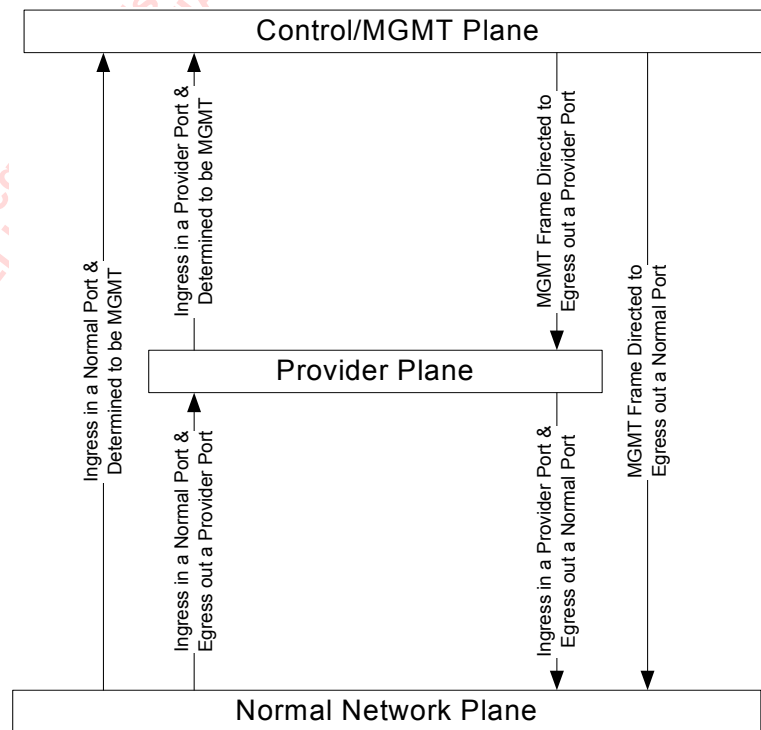 Control/MGMT Plane
Ingress in a Normal Port &
Determined to be MGMT
Ingress in a Provider Port &
Determined to be MGMT
MGMT Frame Directed to
Egress out a Provider Port
MGMT Frame Directed to
Egress out a Normal Port
Provider Plane
Ingress in a Normal Port &
Egress out a Provider Port
Ingress in a Provider Port &
Egress out a Normal Port
Normal Network Plane